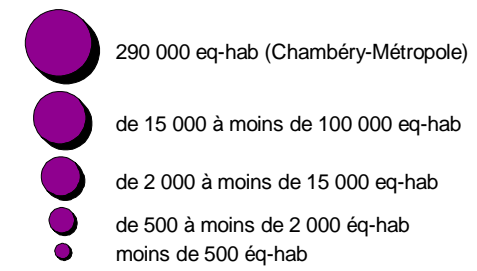 290 000 eq-hab (Chambéry-Métropole)
de 15 000 à moins de 100 000 eq-hab
de 2 000 à moins de 15 000 eq-hab
de 500 à moins de 2 000 éq-hab
moins de 500 éq-hab